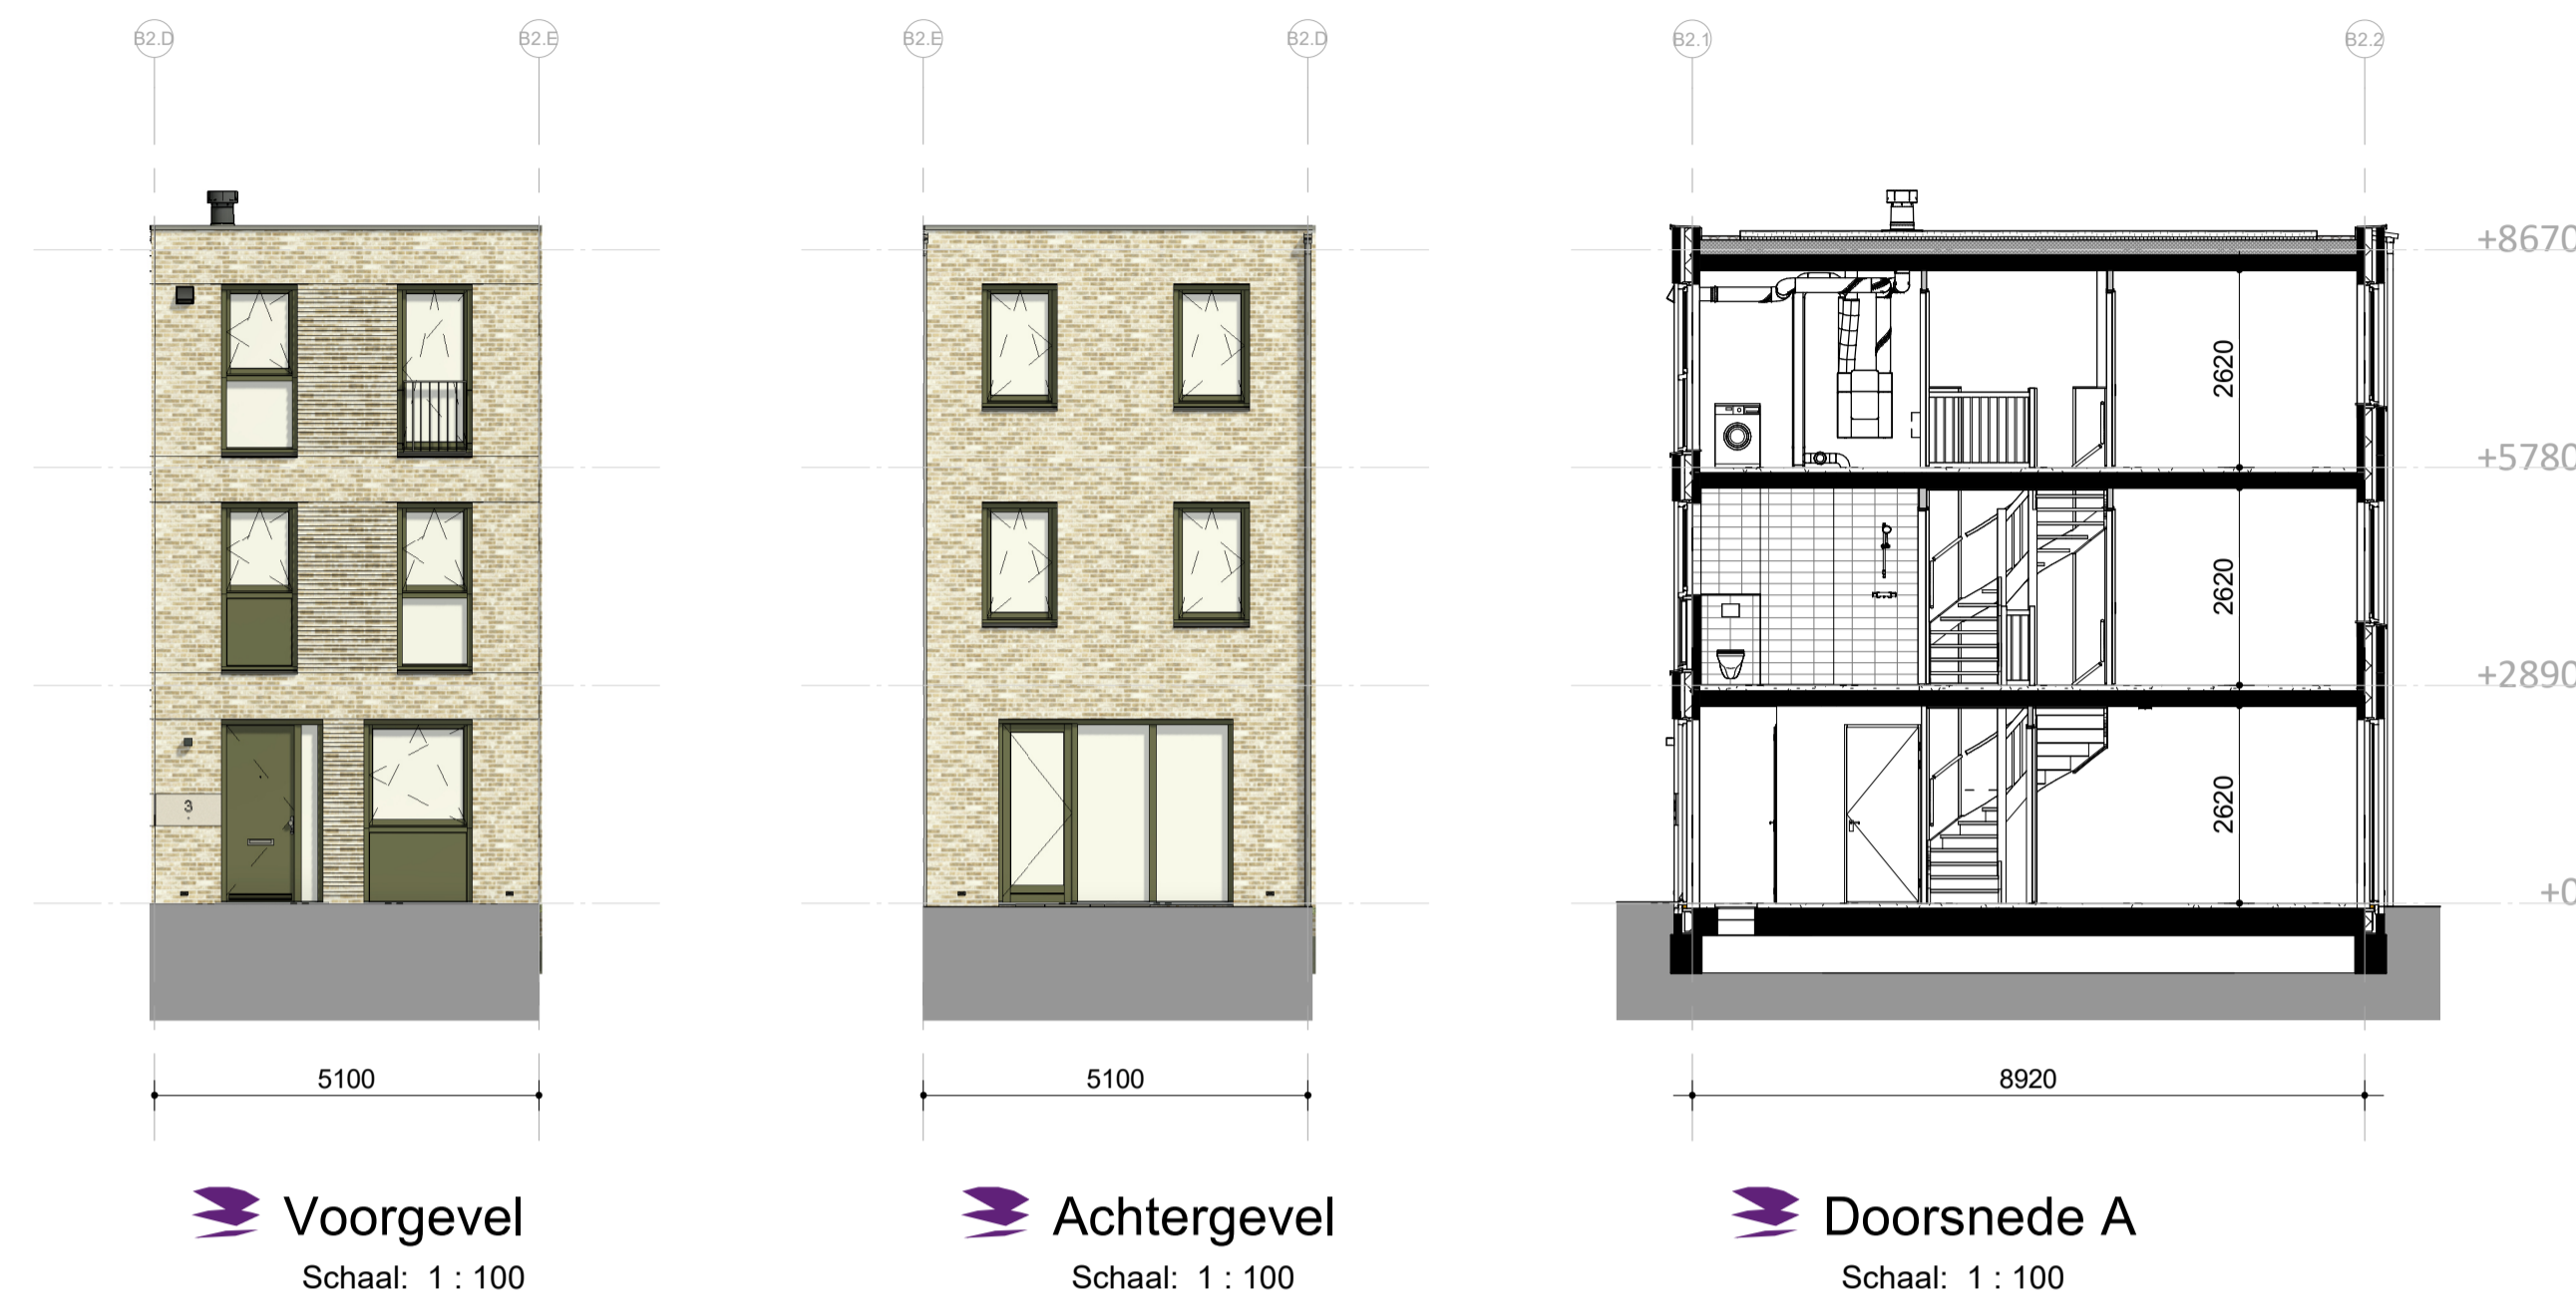 B2.D B2.E B2.E B2.D B2.1 B2.2
+8670
2620
+5780
2620
+2890
2620
3
+0
5100 5100 8920
Voorgevel Achtergevel Doorsnede A
Schaal: 1 : 100 Schaal: 1 : 100 Schaal: 1 : 100